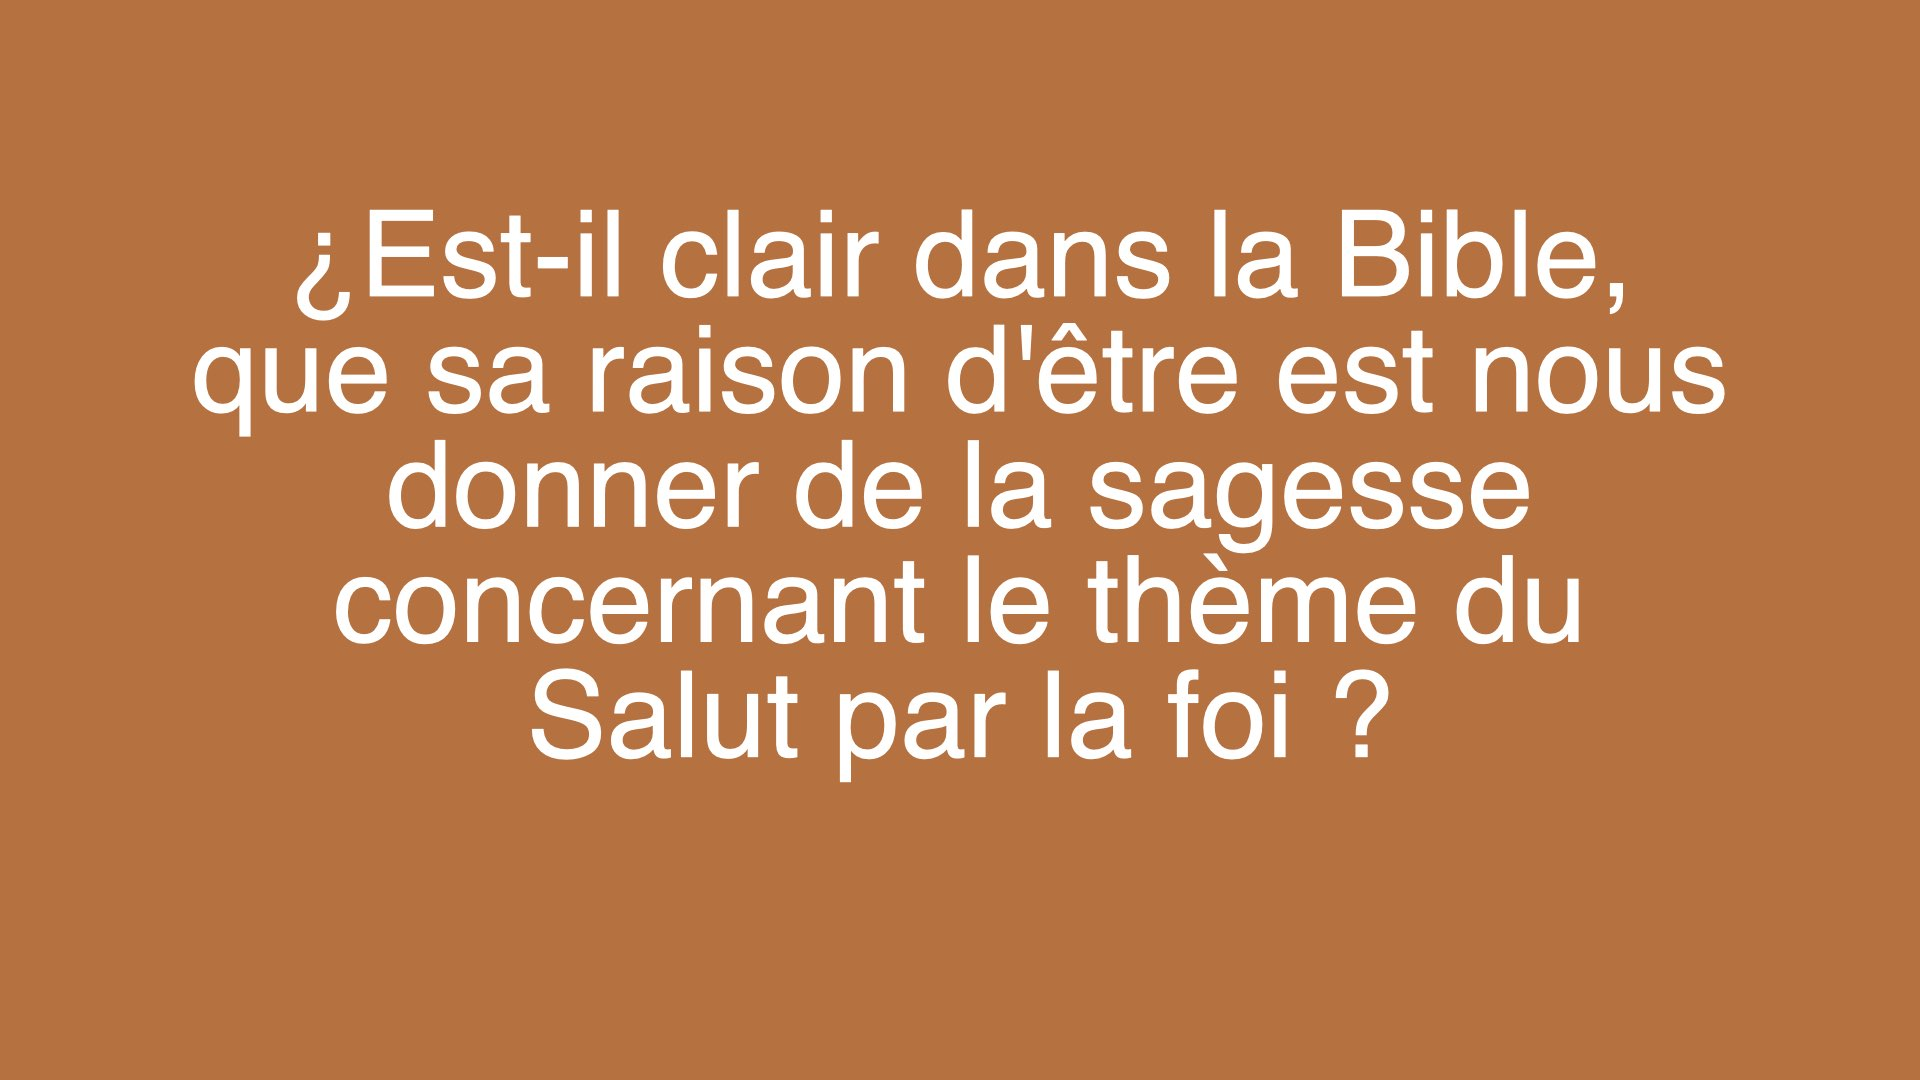 ¿Est-il clair dans la Bible,
que sa raison d'être est nous
donner de la sagesse
concernant le thème du
Salut par la foi ?